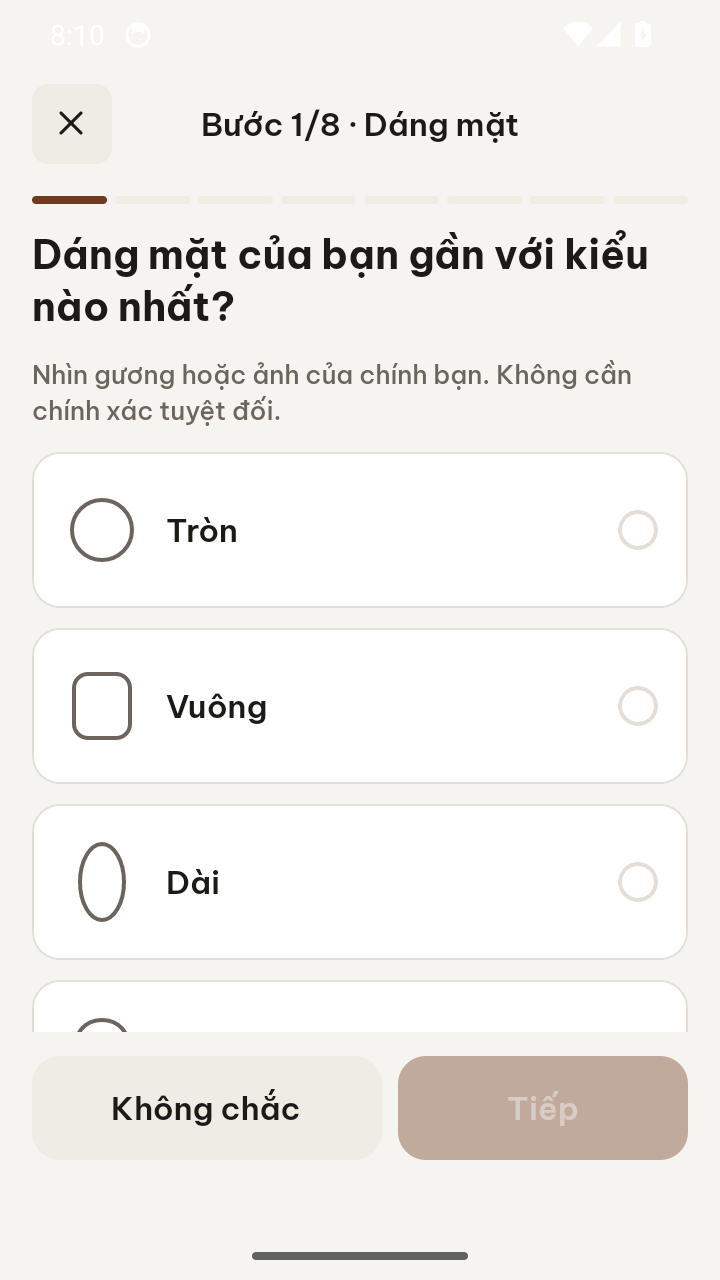 8:10
Bước 1/8 · Dáng mặt
Dáng mặt của bạn gần với kiểu
nào nhất?
Nhìn gương hoặc ảnh của chính bạn. Không cần
chính xác tuyệt đối.
Tròn
Vuông
Dài
Không chắc
Tiếp